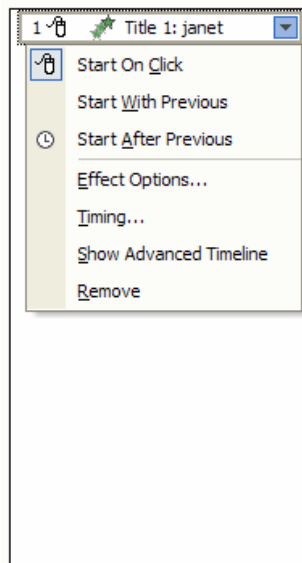 1 Title 1: janet
Start On Click
Start With Previous
Start After Previous
Effect Options...
Timing...
Show Advanced Timeline
Remove